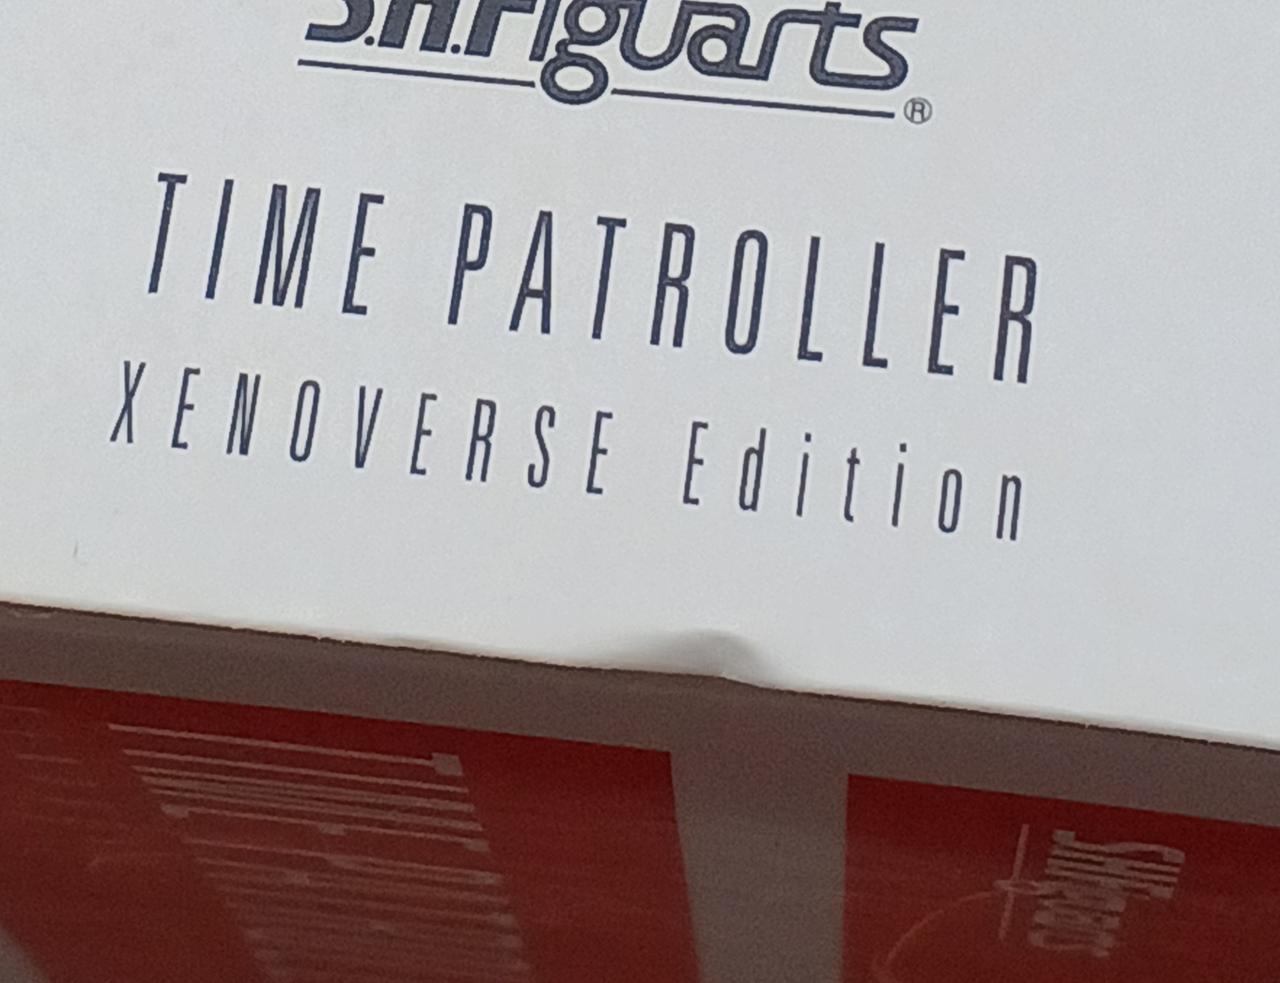 S.H.Figuarts®
TIME PATROLLER
XENOVERSE Edition